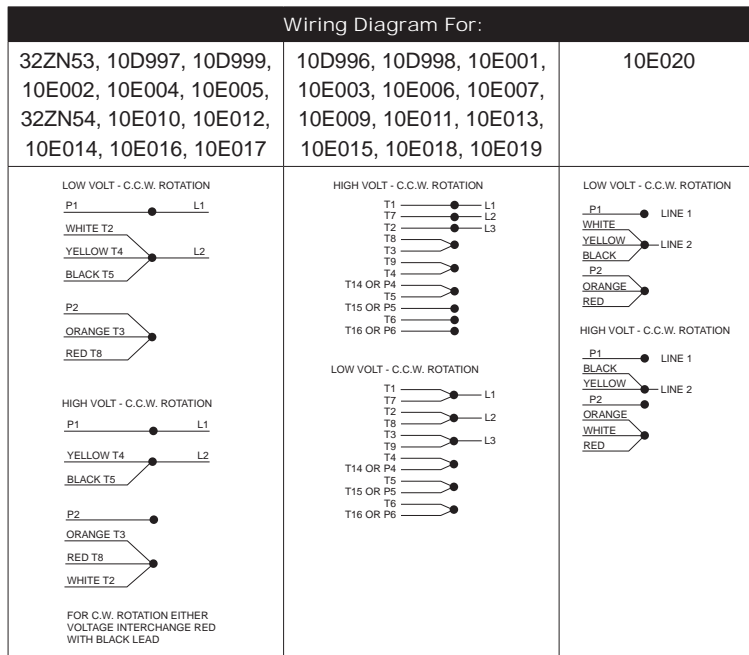 Wiring Diagram For:
32ZN53, 10D997, 10D999,
10E002, 10E004, 10E005,
32ZN54, 10E010, 10E012,
10E014, 10E016, 10E017
10D996, 10D998, 10E001,
10E003, 10E006, 10E007,
10E009, 10E011, 10E013,
10E015, 10E018, 10E019
10E020
LOW VOLT - C.C.W. ROTATION
P1 L1
WHITE T2
YELLOW T4 L2
BLACK T5
P2
ORANGE T3
RED T8
HIGH VOLT - C.C.W. ROTATION
P1 L1
YELLOW T4 L2
BLACK T5
P2
ORANGE T3
RED T8
WHITE T2
FOR C.W. ROTATION EITHER
VOLTAGE INTERCHANGE RED
WITH BLACK LEAD
HIGH VOLT - C.C.W. ROTATION
T1 L1
T7 L2
T2 L3
T8
T3
T9
T4
T14 OR P4
T5
T15 OR P5
T6
T16 OR P6
LOW VOLT - C.C.W. ROTATION
T1
T7 L1
T2
T8 L2
T3
T9 L3
T4
T14 OR P4
T5
T15 OR P5
T6
T16 OR P6
LOW VOLT - C.C.W. ROTATION
P1 LINE 1
WHITE
YELLOW LINE 2
BLACK
P2
ORANGE
RED
HIGH VOLT - C.C.W. ROTATION
P1 LINE 1
BLACK
YELLOW LINE 2
P2
ORANGE
WHITE
RED